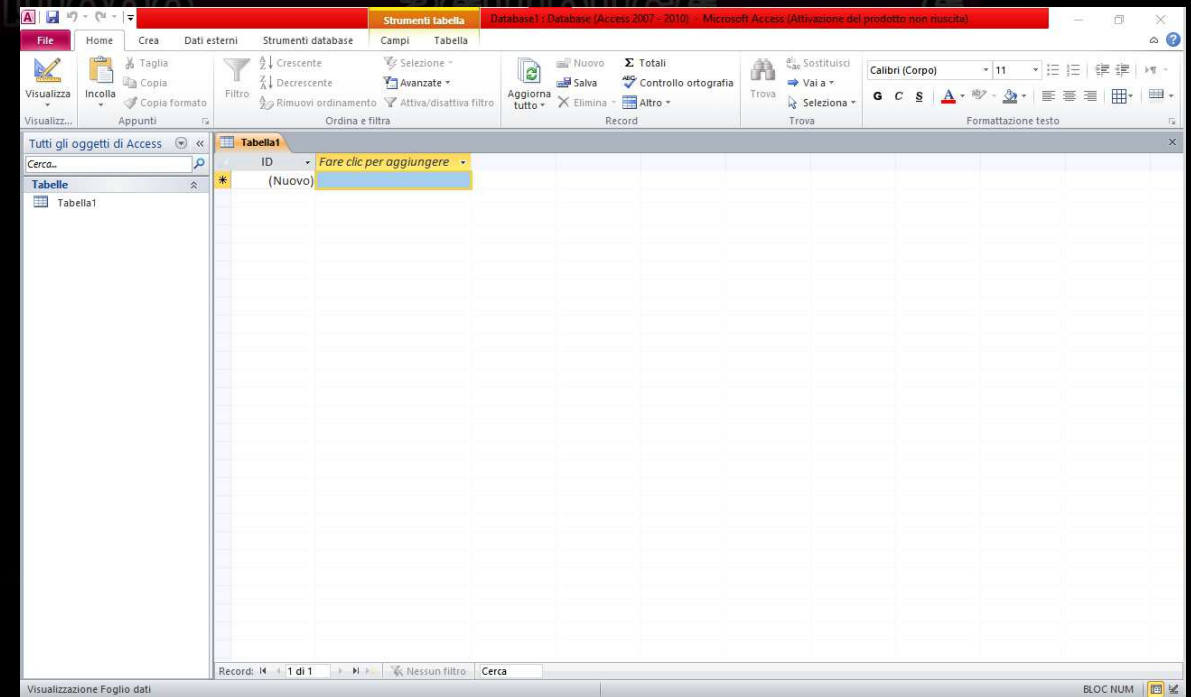 Strumenti tabella
Database1 : Database (Access 2007 - 2010) - Microsoft Access (Attivazione del prodotto non riuscita)
File Home Crea Dati esterni Strumenti database Campi Tabella
Visualizza
Visualizz...
Incolla
Taglia
Copia
Copia formato
Appunti
Filtro
Crescente
Decrescente
Rimuovi ordinamento
Selezione
Avanzate
Attiva/disattiva filtro
Ordina e filtra
Aggiorna
tutto
Nuovo
Salva
Elimina
Totali
Controllo ortografia
Altro
Record
Trova
Sostituisci
Vai a
Seleziona
Trova
Calibri (Corpo) 11
G C S A
Formattazione testo
Tutti gli oggetti di Access
Cerca...
Tabelle
Tabella1
Tabella1
ID Fare clic per aggiungere
(Nuovo)
Record: 1 di 1 Nessun filtro Cerca
Visualizzazione Foglio dati BLOC NUM